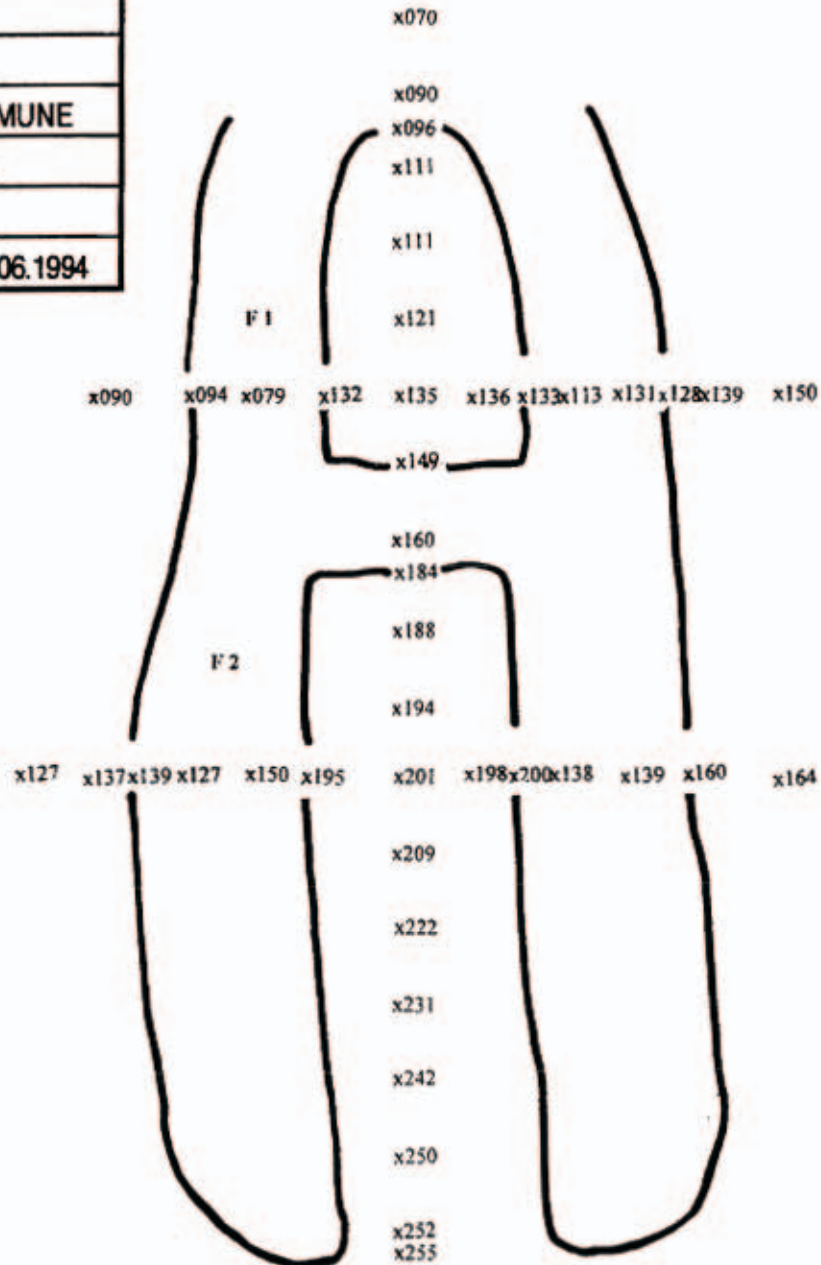 MUNE
06.1994
x070
x090
x096
x111
x111
F 1
x121
x090 x094 x079 x132 x135 x136 x133x113 x131x128x139 x150
x149
x160
x184
x188
F 2
x194
x127 x137x139x127 x150 x195 x201 x198x200x138 x139 x160 x164
x209
x222
x231
x242
x250
x252
x255